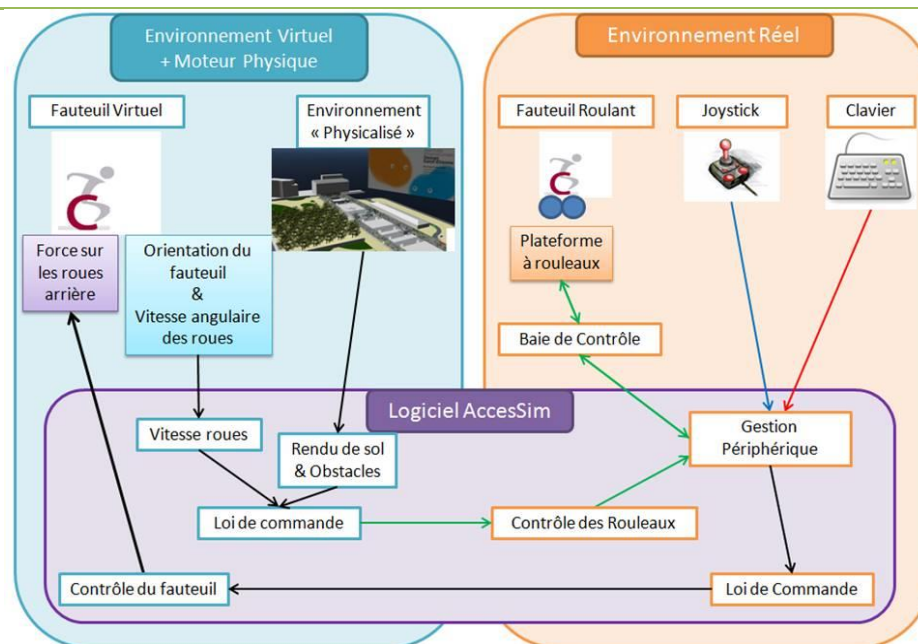 Environnement Virtuel
+ Moteur Physique
Environnement Réel
Fauteuil Virtuel
Environnement
« Physicalisé »
Fauteuil Roulant
Joystick
Clavier
Force sur
les roues
arrière
Orientation du
fauteuil
&
Vitesse angulaire
des roues
Plateforme
à rouleaux
Baie de Contrôle
Logiciel AccesSim
Vitesse roues
Rendu de sol
& Obstacles
Gestion
Périphérique
Loi de commande
Contrôle des Rouleaux
Contrôle du fauteuil
Loi de Commande